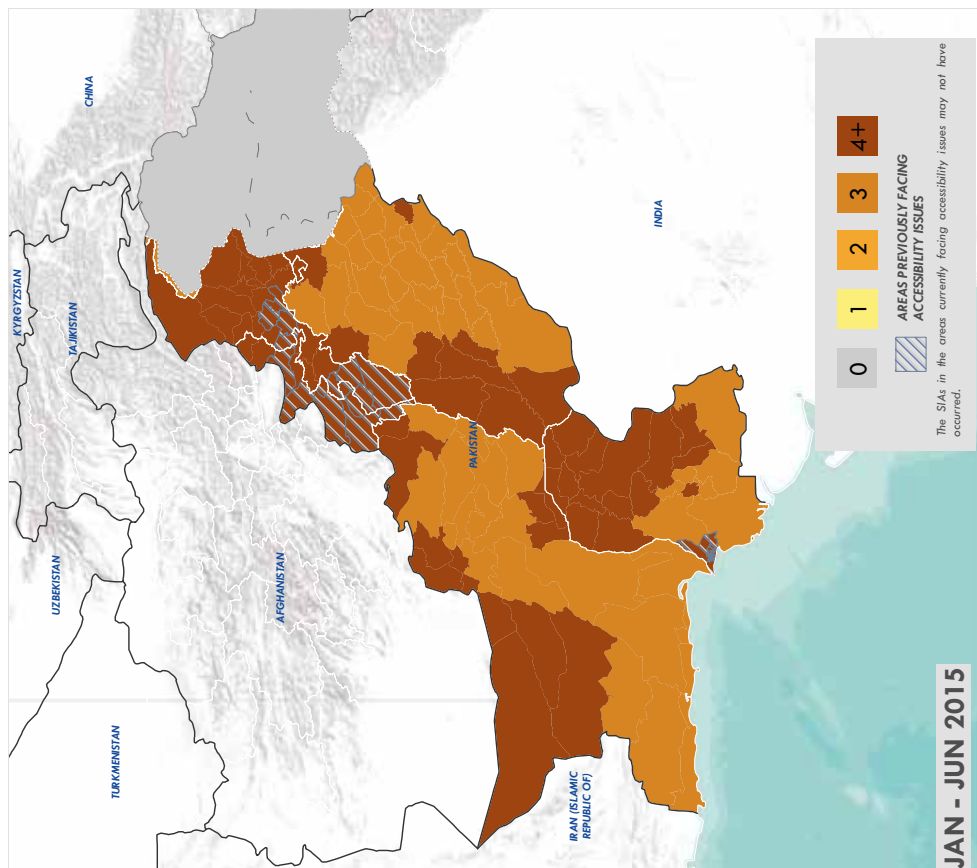 CHINA
KYRGYZSTAN
TAJIKISTAN
UZBEKISTAN
TURKMENISTAN
AFGHANISTAN
IRAN (ISLAMIC
REPUBLIC OF)
PAKISTAN
INDIA
0 1 2 3 4+
AREAS PREVIOUSLY FACING
ACCESSIBILITY ISSUES
The SIAs in the areas currently facing accessibility issues may not have
occurred.
JAN - JUN 2015